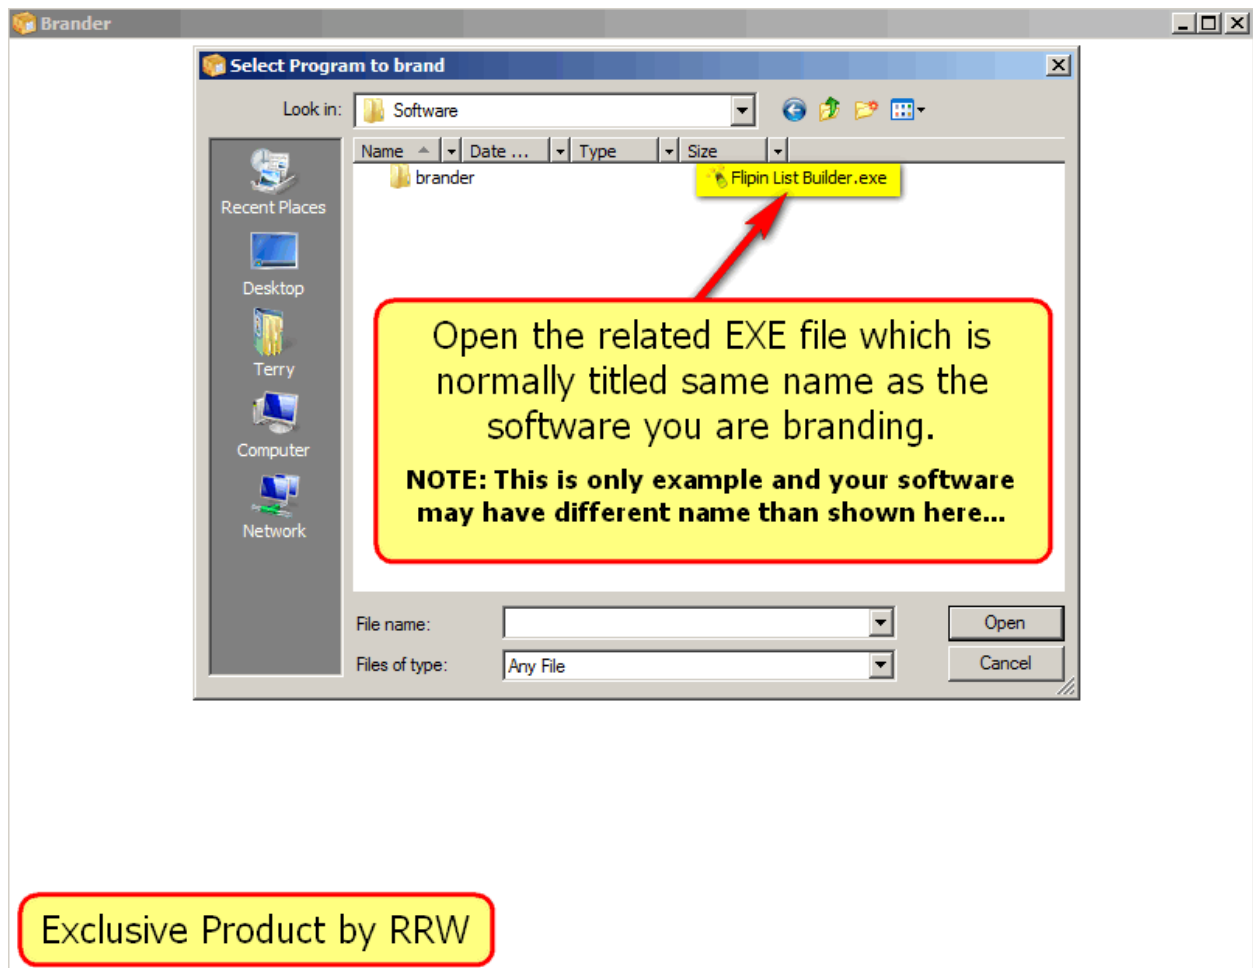 Brander
Select Program to brand
Look in:
Software
Name
Date ...
Type
Size
brander
Flipin List Builder.exe
Recent Places
Desktop
Terry
Computer
Network
Open the related EXE file which is
normally titled same name as the
software you are branding.
NOTE: This is only example and your software
may have different name than shown here...
File name:
Open
Files of type:
Any File
Cancel
Exclusive Product by RRW